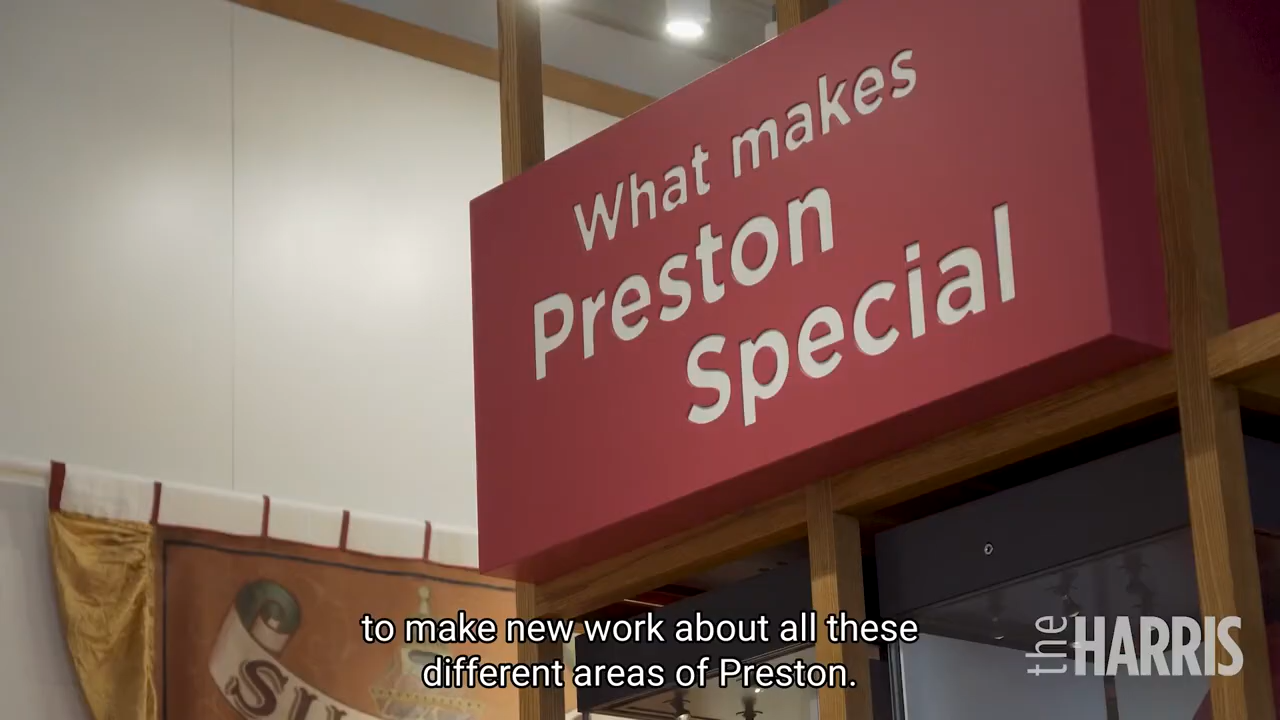 What makes
Preston
Special
to make new work about all these
different areas of Preston.
the HARRIS